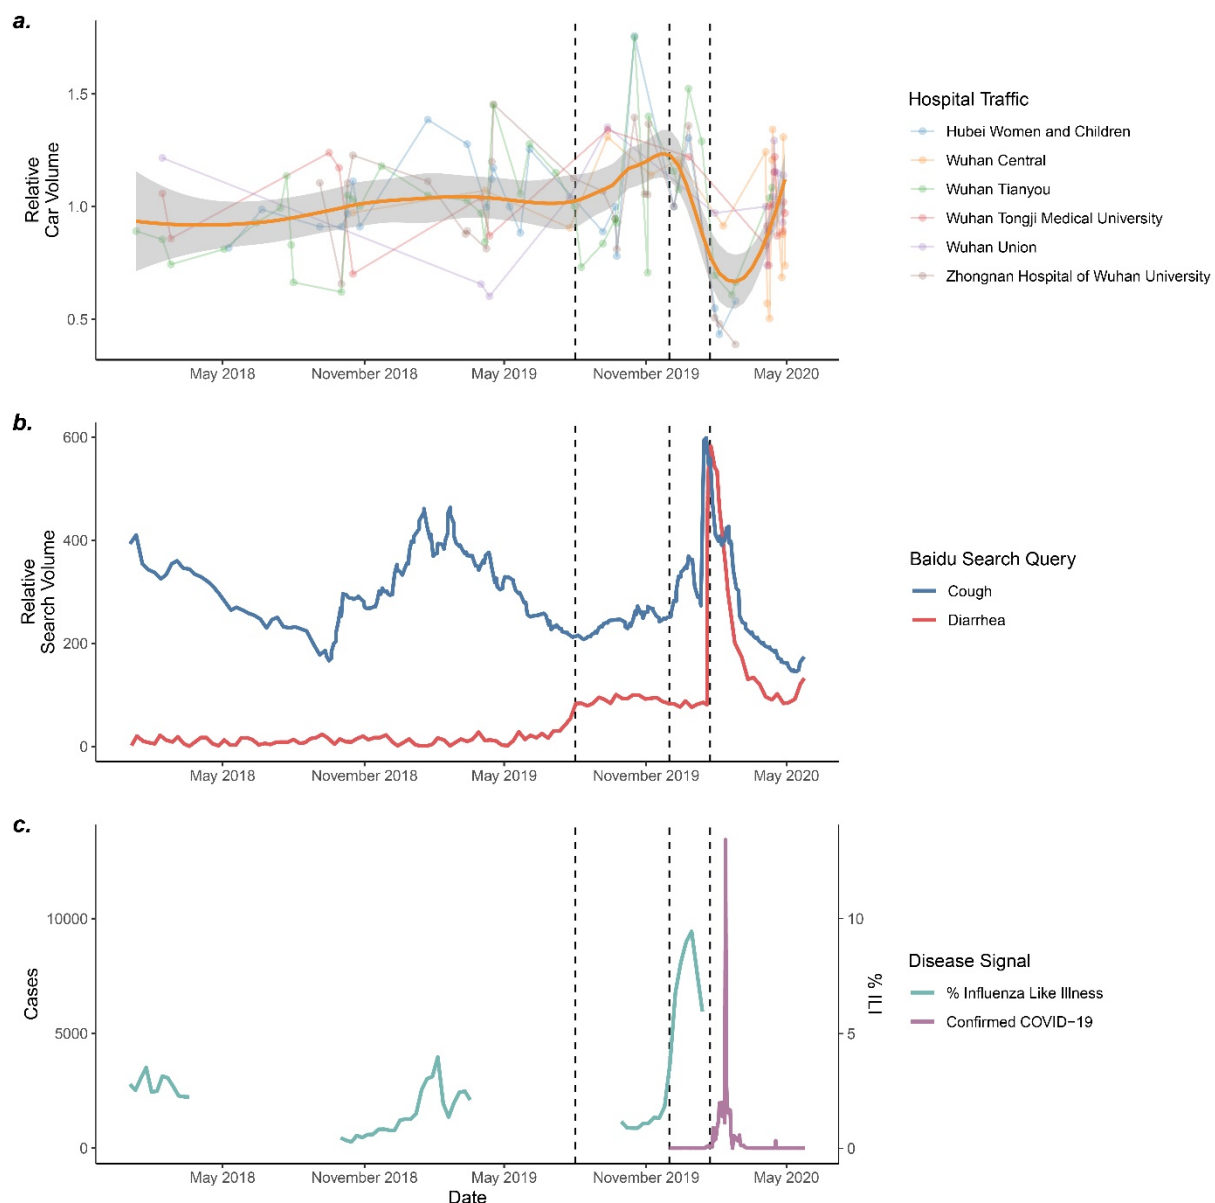 a.
Relative
Car Volume
1.5
1.0
0.5
May 2018
November 2018
May 2019
November 2019
May 2020
Hospital Traffic
Hubei Women and Children
Wuhan Central
Wuhan Tianyou
Wuhan Tongji Medical University
Wuhan Union
Zhongnan Hospital of Wuhan University
b.
Relative
Search Volume
600
400
200
0
May 2018
November 2018
May 2019
November 2019
May 2020
Baidu Search Query
Cough
Diarrhea
c.
Cases
10000
5000
0
10
5
0
% ILI
May 2018
November 2018
May 2019
November 2019
May 2020
Date
Disease Signal
% Influenza Like Illness
Confirmed COVID−19